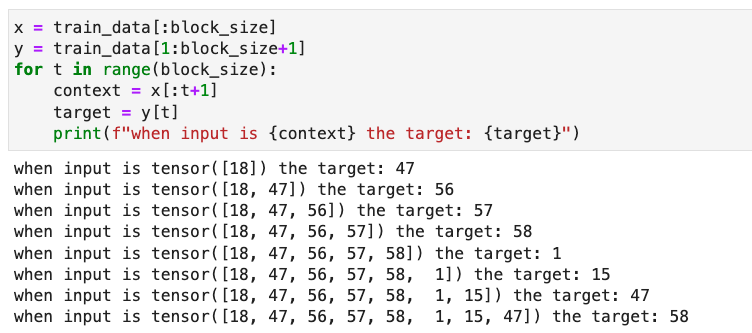 x = train_data[:block_size]
y = train_data[1:block_size+1]
for t in range(block_size):
    context = x[:t+1]
    target = y[t]
    print(f"when input is {context} the target: {target}")
when input is tensor([18]) the target: 47
when input is tensor([18, 47]) the target: 56
when input is tensor([18, 47, 56]) the target: 57
when input is tensor([18, 47, 56, 57]) the target: 58
when input is tensor([18, 47, 56, 57, 58]) the target: 1
when input is tensor([18, 47, 56, 57, 58,  1]) the target: 15
when input is tensor([18, 47, 56, 57, 58,  1, 15]) the target: 47
when input is tensor([18, 47, 56, 57, 58,  1, 15, 47]) the target: 58